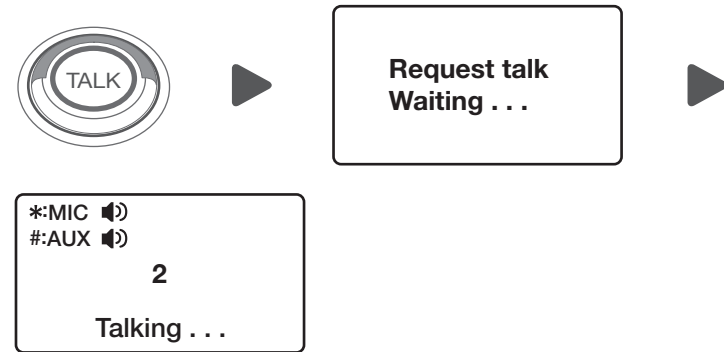 TALK
Request talk
Waiting . . .
*:MIC
#:AUX
2
Talking . . .